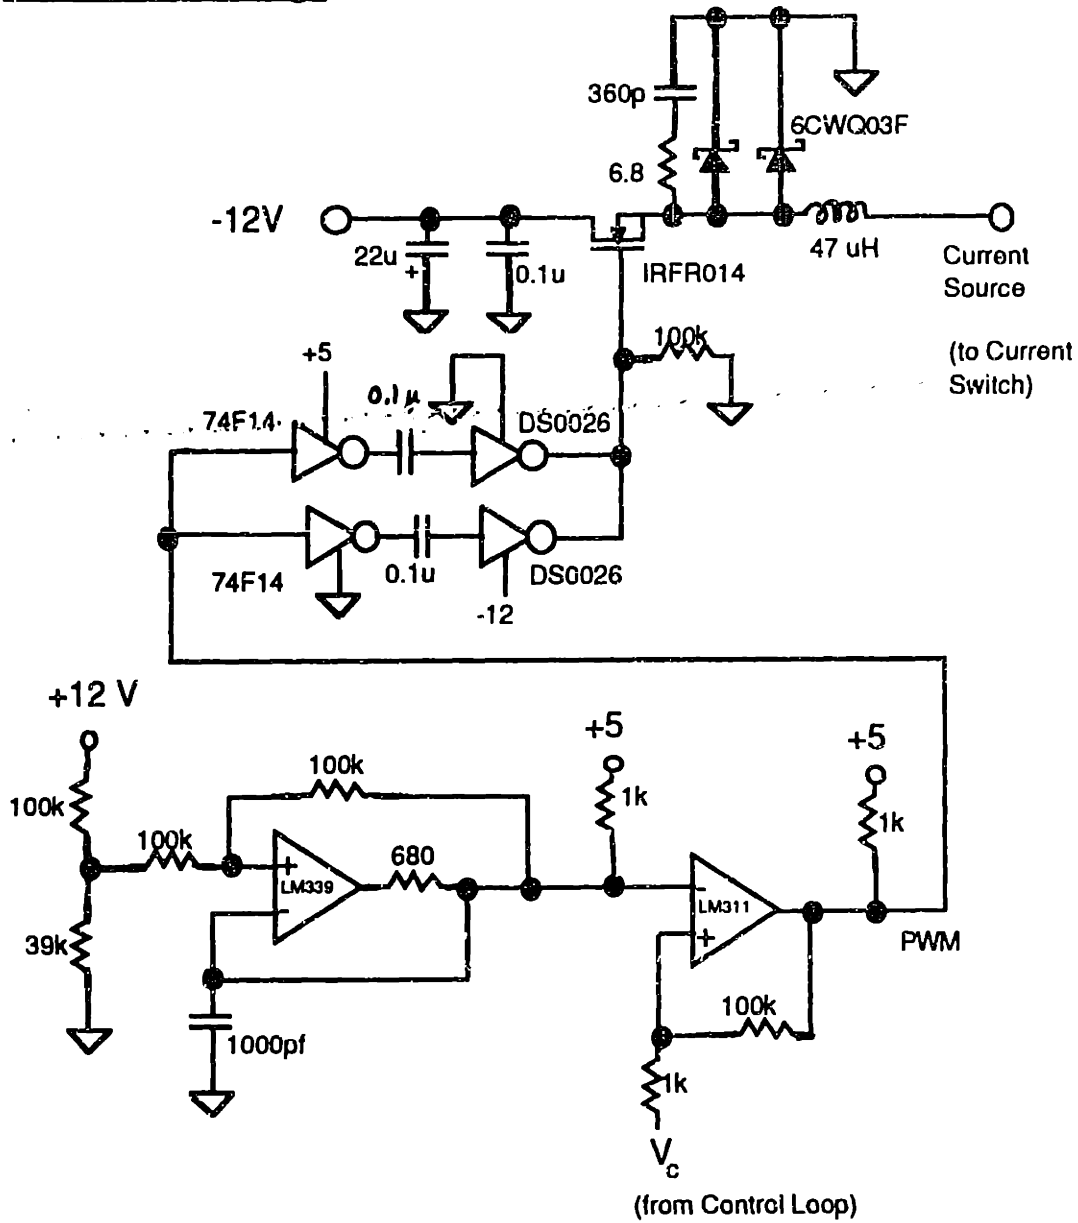 360p
6CWQ03F
6.8
-12V
22u
+
0.1u
IRFR014
47 uH
Current
Source
100k
(to Current
Switch)
+5
0.1 µ
74F14
DS0026
74F14
0.1u
DS0026
-12
+12 V
+5
+5
100k
1k
1k
100k
100k
+
LM339
-
680
-
LM311
+
39k
PWM
100k
1000pf
1k
Vc
(from Control Loop)